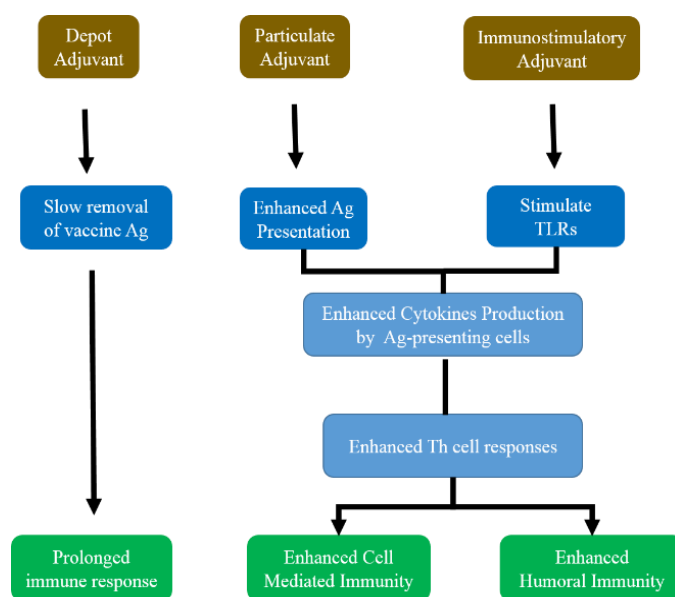 Depot
Adjuvant
Particulate
Adjuvant
Immunostimulatory
Adjuvant
Slow removal
of vaccine Ag
Enhanced Ag
Presentation
Stimulate
TLRs
Enhanced Cytokines Production
by Ag-presenting cells
Enhanced Th cell responses
Prolonged
immune response
Enhanced Cell
Mediated Immunity
Enhanced
Humoral Immunity